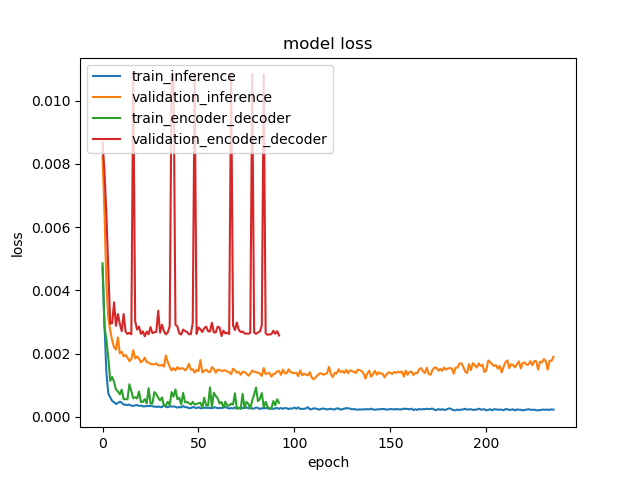 model loss
train_inference
validation_inference
train_encoder_decoder
validation_encoder_decoder
0.010
0.008
0.006
0.004
0.002
0.000
loss
0 50 100 150 200
epoch